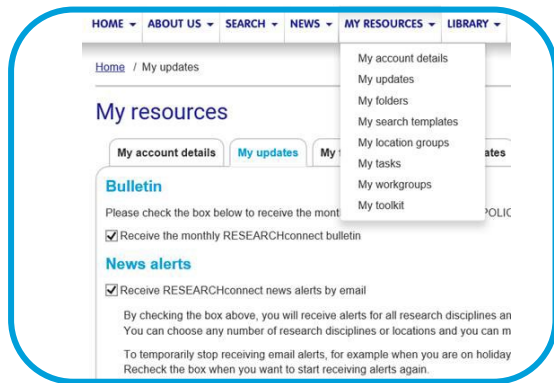 HOME ABOUT US SEARCH NEWS MY RESOURCES LIBRARY
Home / My updates
My account details
My updates
My folders
My search templates
My location groups
My tasks
My workgroups
My toolkit
My resources
My account details My updates My ates
Bulletin
Please check the box below to receive the mont POLIC
Receive the monthly RESEARCHconnect bulletin
News alerts
Receive RESEARCHconnect news alerts by email
By checking the box above, you will receive alerts for all research disciplines an
You can choose any number of research disciplines or locations and you can m
To temporarily stop receiving email alerts, for example when you are on holiday
Recheck the box when you want to start receiving alerts again.